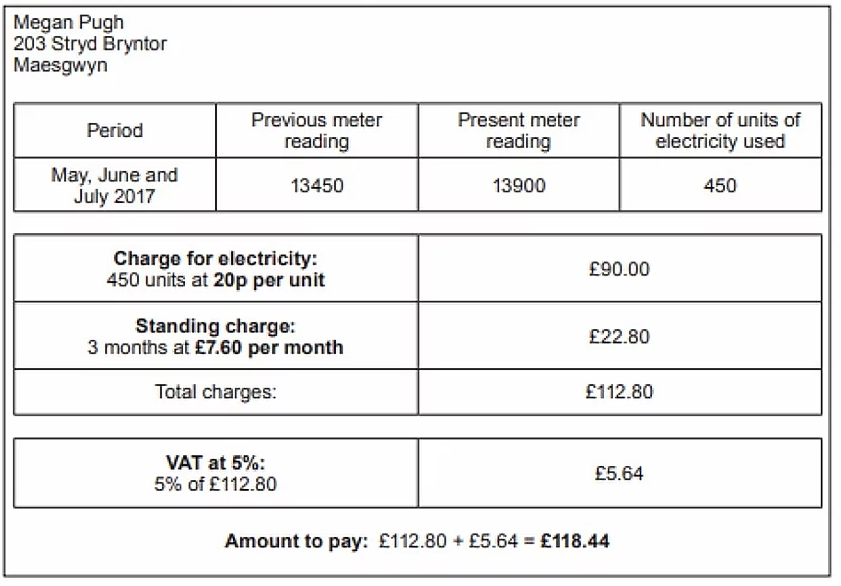 Megan Pugh
203 Stryd Bryntor
Maesgwyn
Period
Previous meter
reading
Present meter
reading
Number of units of
electricity used
May, June and
July 2017
13450
13900
450
Charge for electricity:
450 units at 20p per unit
£90.00
Standing charge:
3 months at £7.60 per month
£22.80
Total charges:
£112.80
VAT at 5%:
5% of £112.80
£5.64
Amount to pay: £112.80 + £5.64 = £118.44